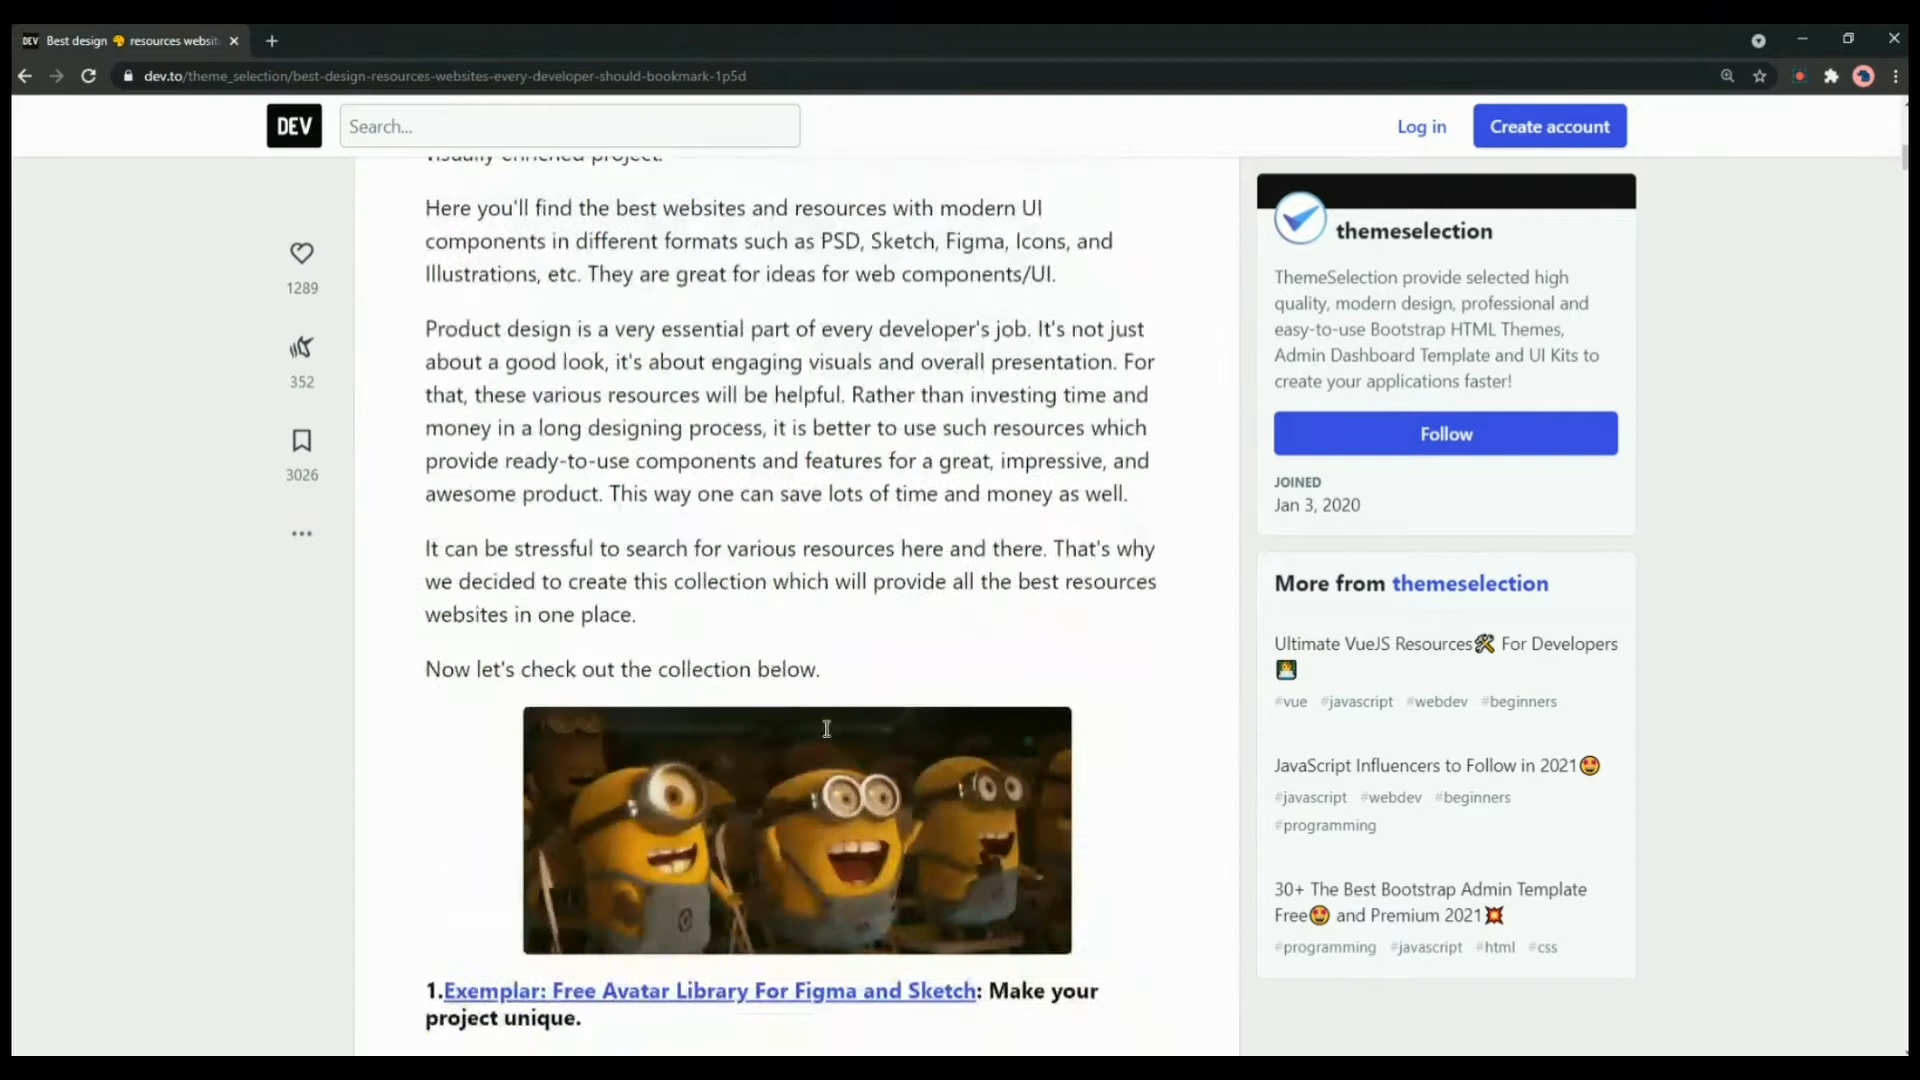 DEV Best design resources websit
dev.to/theme_selection/best-design-resources-websites-every-developer-should-bookmark-1p5d
DEV
Search...
Log in
Create account
visually enriched project.
Here you'll find the best websites and resources with modern UI
components in different formats such as PSD, Sketch, Figma, Icons, and
Illustrations, etc. They are great for ideas for web components/UI.
Product design is a very essential part of every developer's job. It's not just
about a good look, it's about engaging visuals and overall presentation. For
that, these various resources will be helpful. Rather than investing time and
money in a long designing process, it is better to use such resources which
provide ready-to-use components and features for a great, impressive, and
awesome product. This way one can save lots of time and money as well.
It can be stressful to search for various resources here and there. That's why
we decided to create this collection which will provide all the best resources
websites in one place.
Now let's check out the collection below.
1.Exemplar: Free Avatar Library For Figma and Sketch: Make your
project unique.
1289
352
3026
themeselection
ThemeSelection provide selected high
quality, modern design, professional and
easy-to-use Bootstrap HTML Themes,
Admin Dashboard Template and UI Kits to
create your applications faster!
Follow
JOINED
Jan 3, 2020
More from themeselection
Ultimate VueJS Resources🛠 For Developers
👩‍💻
#vue #javascript #webdev #beginners
JavaScript Influencers to Follow in 2021🤩
#javascript #webdev #beginners
#programming
30+ The Best Bootstrap Admin Template
Free🤩 and Premium 2021💥
#programming #javascript #html #css